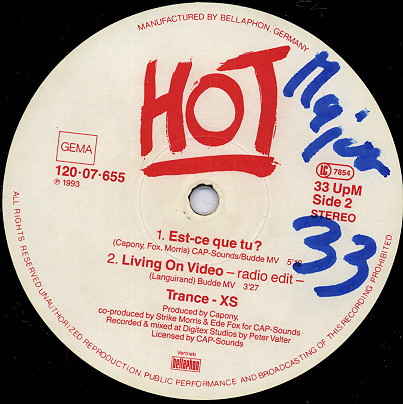 MANUFACTURED BY BELLAPHON, GERMANY
HOT
Major
GEMA
LC 7854
120·07·655
℗ 1993
33 UpM
Side 2
STEREO
33
1. Est-ce que tu?
(Capony, Fox, Morris) CAP-Sounds/Budde MV
2. Living On Video – radio edit –
(Languirand) Budde MV 3'27
Trance - XS
Produced by Capony,
co-produced by Strike Morris & Ede Fox for CAP-Sounds
Recorded & mixed at Digitex Studios by Peter Valter
Licensed by CAP-Sounds
Vertrieb
bellaphon
ALL RIGHTS RESERVED UNAUTHORIZED REPRODUCTION, PUBLIC PERFORMANCE AND BROADCASTING OF THIS RECORDING PROHIBITED